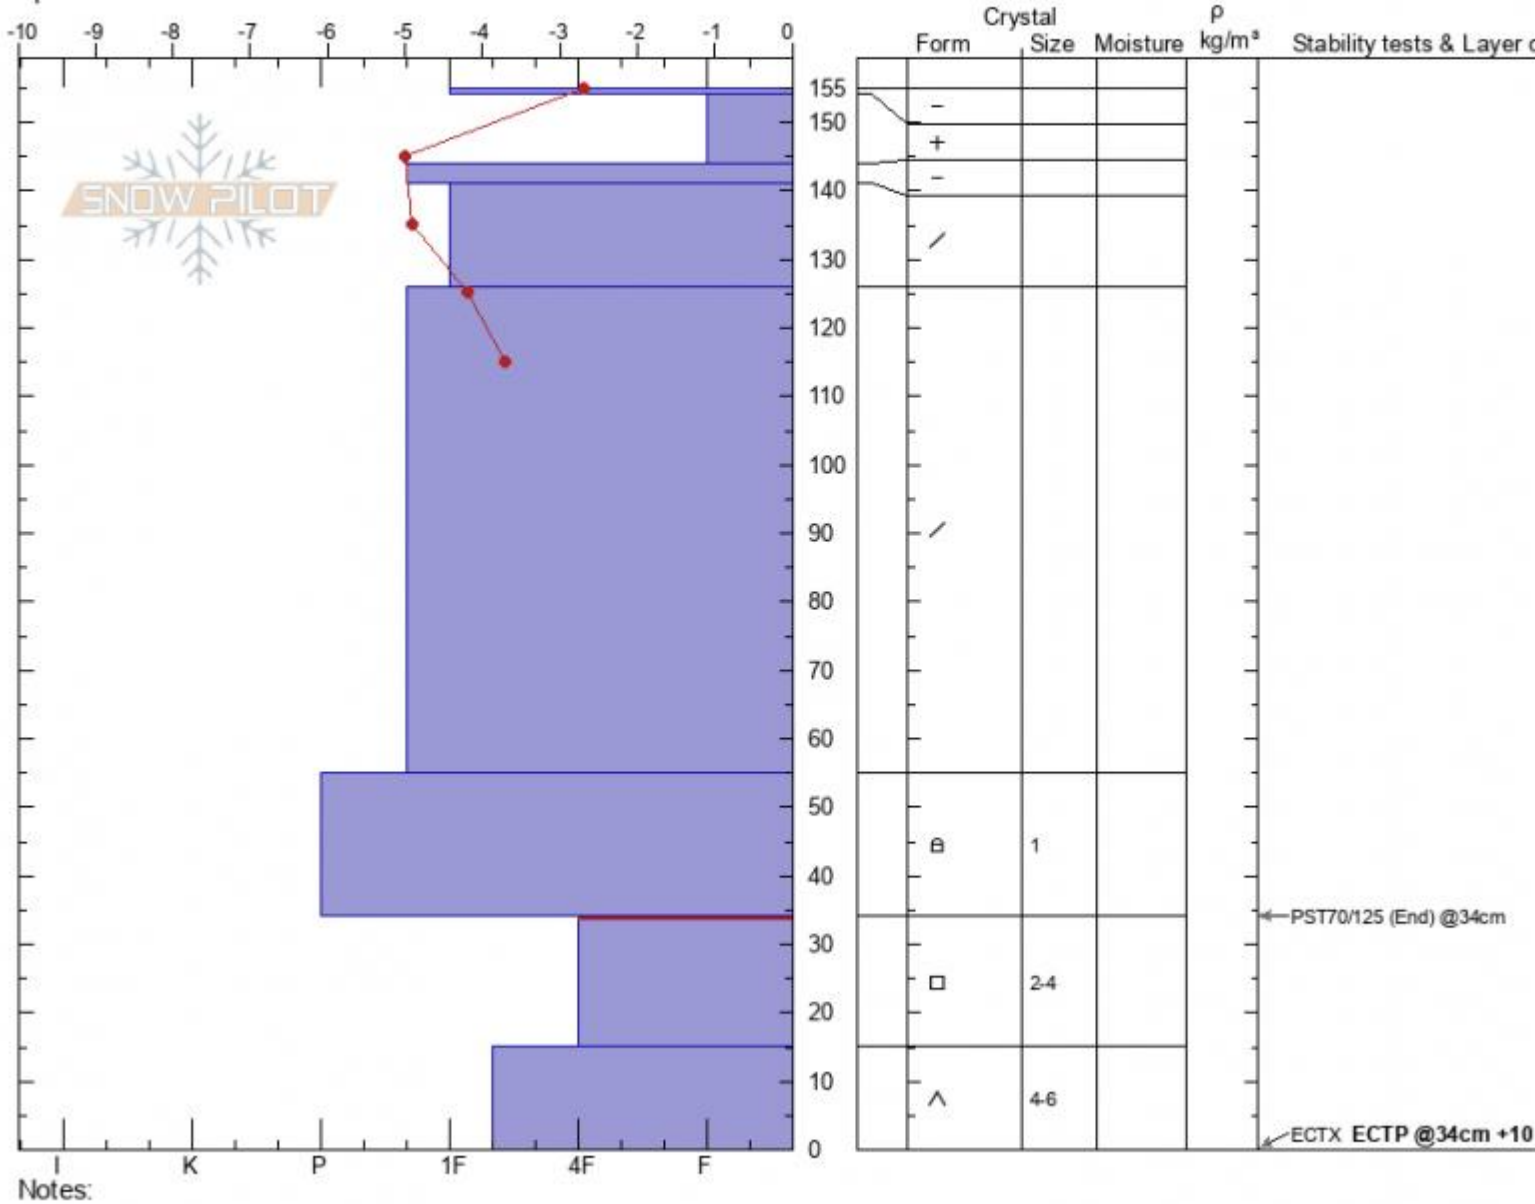 Crystal
ρ
-10 -9 -8 -7 -6 -5 -4 -3 -2 -1 0
Form Size Moisture kg/m³ Stability tests & Layer c
155
150
140
130
120
110
100
90
80
70
60
50
40
30
20
10
0
SNOW PILOT
-
+
-
1
2-4
4-6
PST70/125 (End) @34cm
ECTX ECTP @34cm +10
I K P 1F 4F F
Notes: